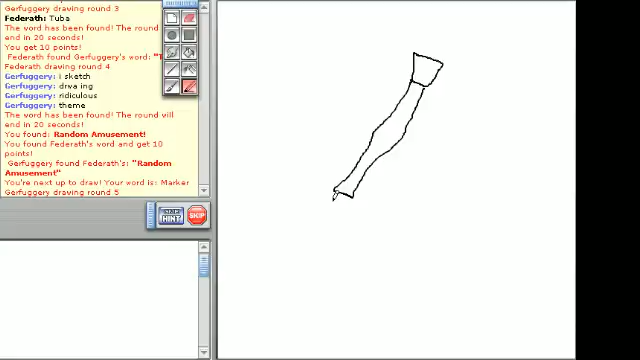 Gerfuggery drawing round 3
Federath: Tuba
The word has been found! The round
end in 20 seconds!
You get 10 points!
Federath found Gerfuggery's word:
Federath drawing round 4
Gerfuggery: i sketch
Gerfuggery: drva ing
Gerfuggery: ridiculous
Gerfuggery: theme
The word has been found! The round will
end in 20 seconds!
You found: Random Amusement!
You found Federath's word and get 10
points!
Gerfuggery found Federath's: "Random
Amusement"
You're next up to draw! Your word is: Marker
Gerfuggery drawing round 5
HINT
SKIP